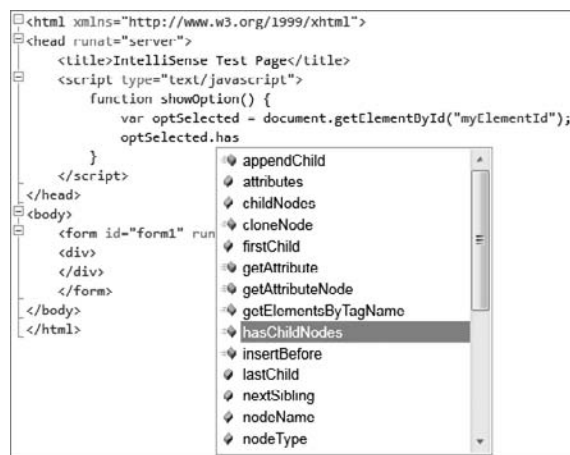 <html xmlns="http://www.w3.org/1999/xhtml">
<head runat="server">
<title>IntelliSense Test Page</title>
<script type="text/javascript">
function showOption() {
var optSelected = document.getElementById("myElementId");
optSelected.has
}
</script>
</head>
<body>
<form id="form1" run
<div>
</div>
</form>
</body>
</html>
appendChild
attributes
childNodes
cloneNode
firstChild
getAttribute
getAttributeNode
getElementsByTagName
hasChildNodes
insertBefore
lastChild
nextSibling
nodeName
nodeType